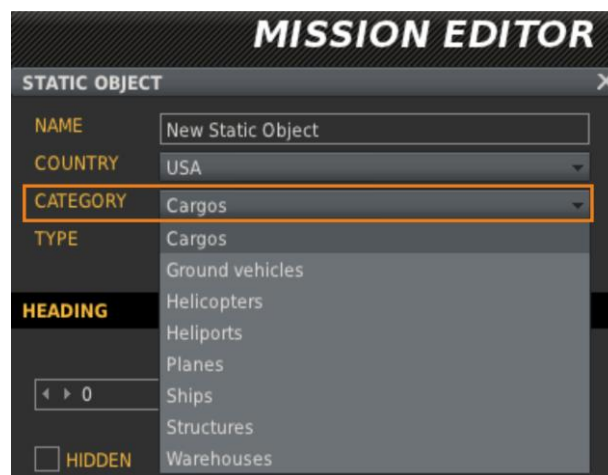 MISSION EDITOR
STATIC OBJECT X
NAME New Static Object
COUNTRY USA
CATEGORY Cargos
TYPE Cargos
Ground vehicles
HEADING Helicopters
Heliports
Planes
0 Ships
Structures
HIDDEN Warehouses